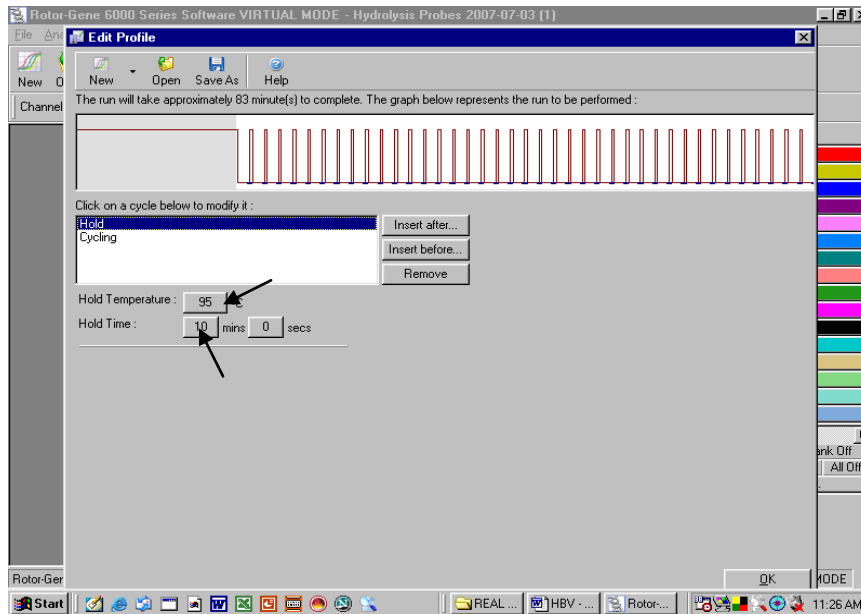 Rotor-Gene 6000 Series Software VIRTUAL MODE - Hydrolysis Probes 2007-07-03 (1)
File
Edit Profile
New
New Open Save As Help
Channel
The run will take approximately 83 minute(s) to complete. The graph below represents the run to be performed :
Click on a cycle below to modify it :
Hold
Cycling
Insert after...
Insert before...
Remove
Hold Temperature : 95
Hold Time : 10 mins 0 secs
ank Off
All Off
OK
Rotor-Ger
MODE
Start
REAL ... HBV - ... Rotor-... 11:26 AM